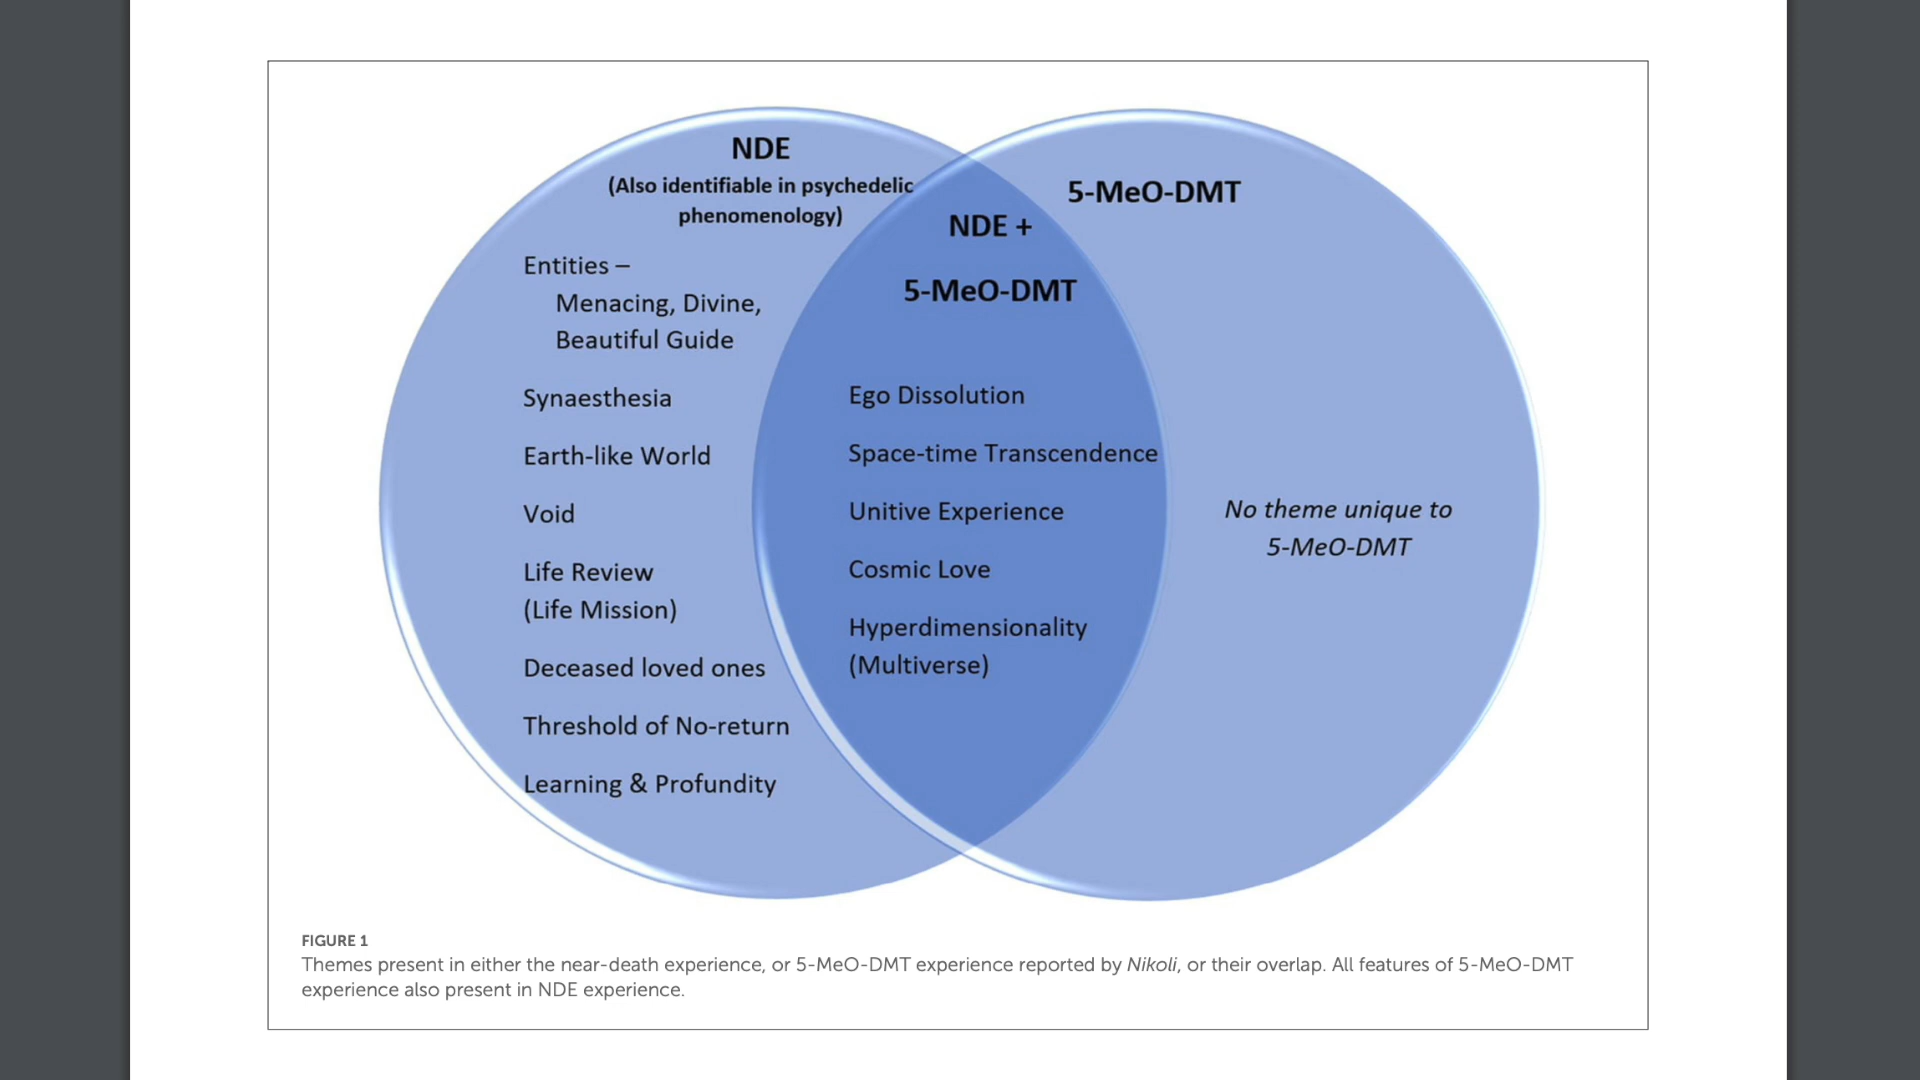 NDE
(Also identifiable in psychedelic
phenomenology)
Entities –
Menacing, Divine,
Beautiful Guide
Synaesthesia
Earth-like World
Void
Life Review
(Life Mission)
Deceased loved ones
Threshold of No-return
Learning & Profundity
NDE +
5-MeO-DMT
Ego Dissolution
Space-time Transcendence
Unitive Experience
Cosmic Love
Hyperdimensionality
(Multiverse)
5-MeO-DMT
No theme unique to
5-MeO-DMT
FIGURE 1
Themes present in either the near-death experience, or 5-MeO-DMT experience reported by Nikoli, or their overlap. All features of 5-MeO-DMT
experience also present in NDE experience.